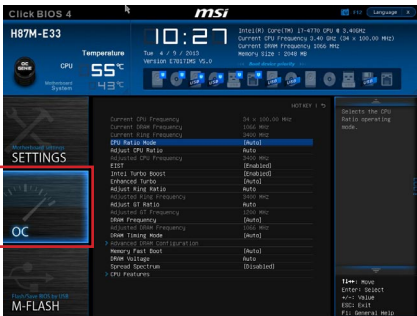 Click BIOS 4
msi
F12
Language
X
H87M-E33
Temperature
CPU
55°C
Motherboard
System
43°C
10:27
Tue 4 / 9 / 2013
Version E7817IMS V5.0
Intel(R) Core(TM) i7-4770 CPU @ 3.40GHz
Current CPU Frequency 3.40 GHz (34 x 100.00 MHz)
Current DRAM Frequency 1066 MHz
Memory Size : 2048 MB
Boot device priority
HOT KEY
Current CPU Frequency 34 x 100.00 MHz
Current DRAM Frequency 1066 MHz
Current Ring Frequency 3400 MHz
CPU Ratio Mode [Auto]
Adjust CPU Ratio Auto
Adjusted CPU Frequency 3400 MHz
EIST [Enabled]
Intel Turbo Boost [Enabled]
Enhanced Turbo [Auto]
Adjust Ring Ratio Auto
Adjusted Ring Frequency 3400 MHz
Adjust GT Ratio Auto
Adjusted GT Frequency 1200 MHz
DRAM Frequency [Auto]
Adjusted DRAM Frequency 1066 MHz
DRAM Timing Mode [Auto]
> Advanced DRAM Configuration
Memory Fast Boot [Auto]
DRAM Voltage Auto
Spread Spectrum [Disabled]
> CPU Features
Motherboard settings
SETTINGS
OC
Flash/Save BIOS by USB
M-FLASH
Selects the CPU
Ratio operating
mode.
↑↓←→: Move
Enter: Select
+/-: Value
ESC: Exit
F1: General Help